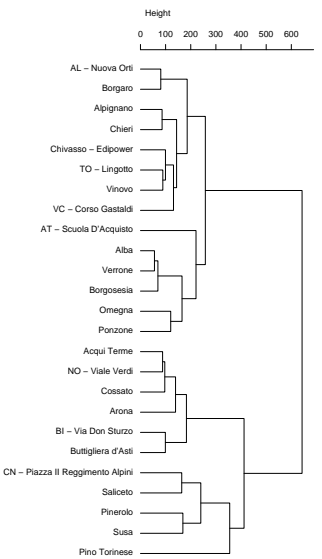 Height
0 100 200 300 400 500 600
AL – Nuova Orti
Borgaro
Alpignano
Chieri
Chivasso – Edipower
TO – Lingotto
Vinovo
VC – Corso Gastaldi
AT – Scuola D'Acquisto
Alba
Verrone
Borgosesia
Omegna
Ponzone
Acqui Terme
NO – Viale Verdi
Cossato
Arona
BI – Via Don Sturzo
Buttigliera d'Asti
CN – Piazza II Reggimento Alpini
Saliceto
Pinerolo
Susa
Pino Torinese